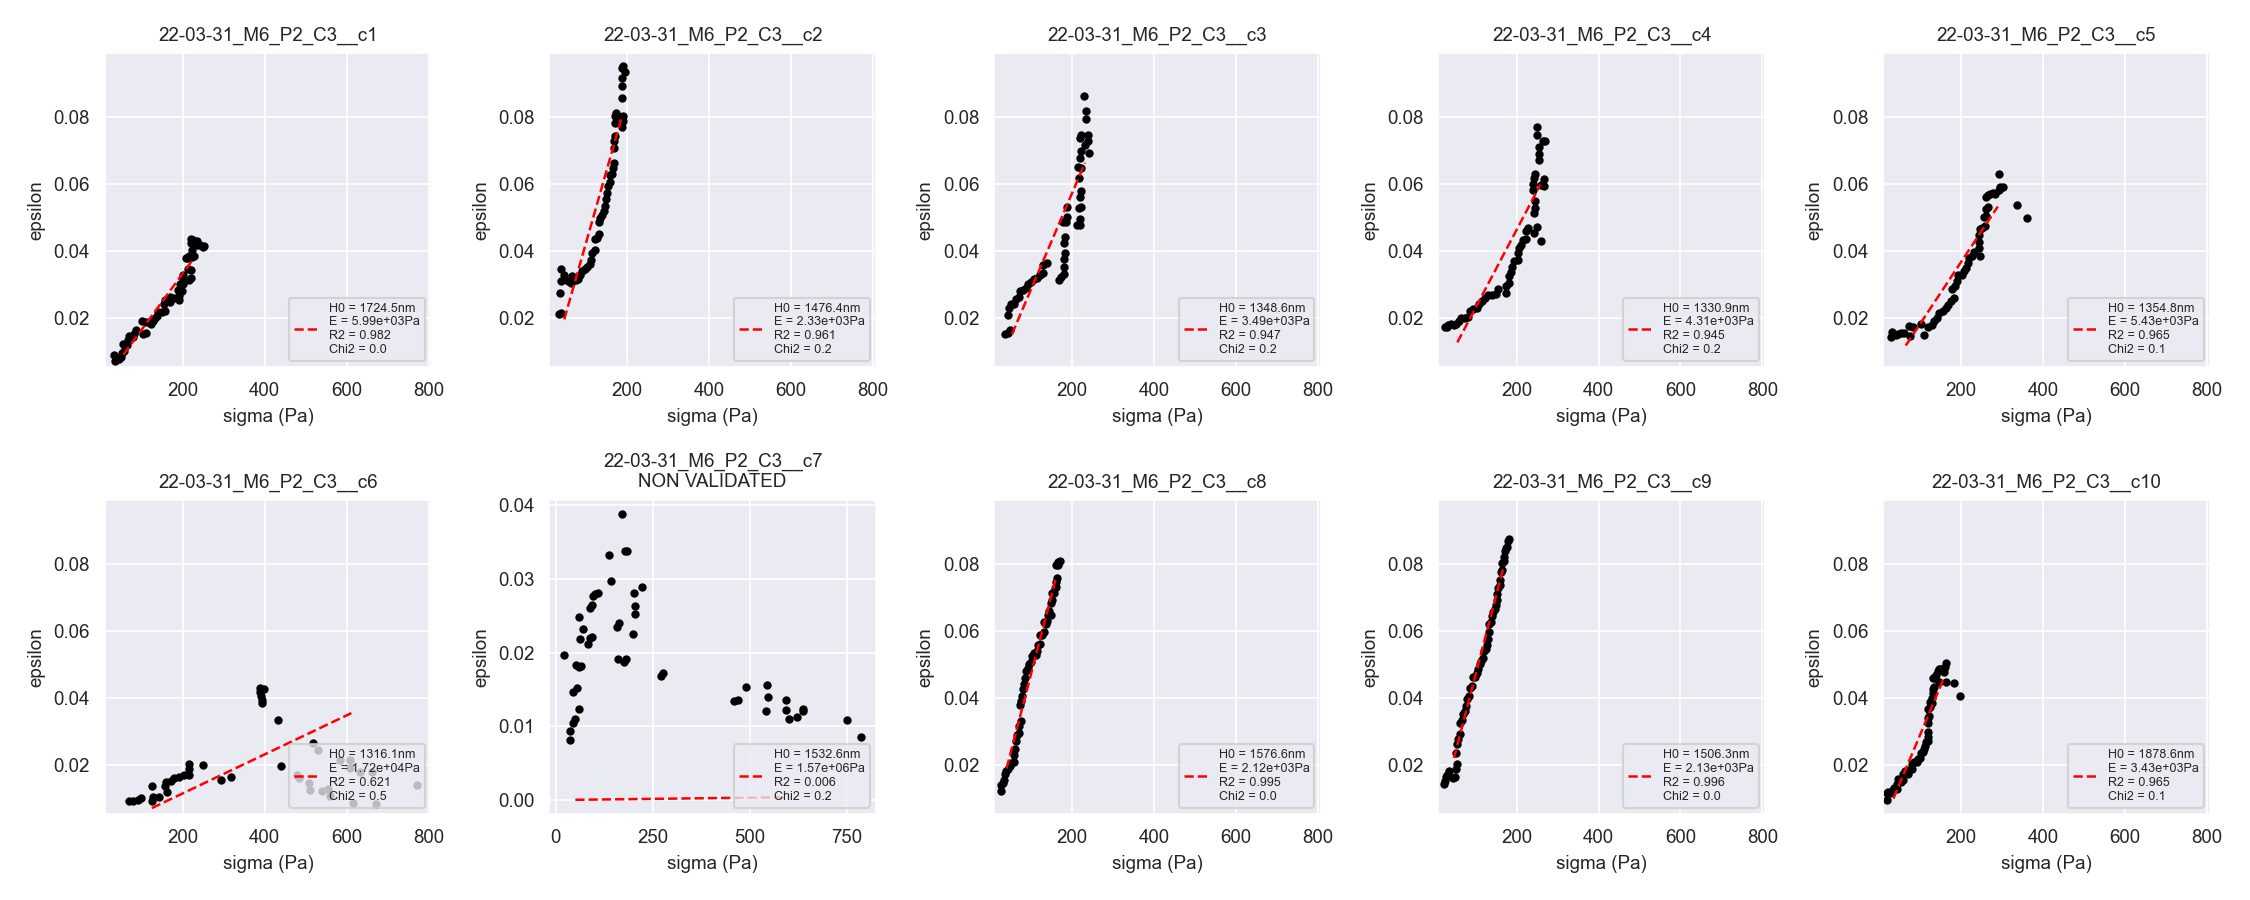 22-03-31_M6_P2_C3__c1
0.08
0.06
0.04
0.02
epsilon
200
400
600
800
sigma (Pa)
H0 = 1724.5nm
E = 5.99e+03Pa
R2 = 0.982
Chi2 = 0.0
22-03-31_M6_P2_C3__c2
0.08
0.06
0.04
0.02
epsilon
200
400
600
800
sigma (Pa)
H0 = 1476.4nm
E = 2.33e+03Pa
R2 = 0.961
Chi2 = 0.2
22-03-31_M6_P2_C3__c3
0.08
0.06
0.04
0.02
epsilon
200
400
600
800
sigma (Pa)
H0 = 1348.6nm
E = 3.49e+03Pa
R2 = 0.947
Chi2 = 0.2
22-03-31_M6_P2_C3__c4
0.08
0.06
0.04
0.02
epsilon
200
400
600
800
sigma (Pa)
H0 = 1330.9nm
E = 4.31e+03Pa
R2 = 0.945
Chi2 = 0.2
22-03-31_M6_P2_C3__c5
0.08
0.06
0.04
0.02
epsilon
200
400
600
800
sigma (Pa)
H0 = 1354.8nm
E = 5.43e+03Pa
R2 = 0.965
Chi2 = 0.1
22-03-31_M6_P2_C3__c6
0.08
0.06
0.04
0.02
epsilon
200
400
600
800
sigma (Pa)
H0 = 1316.1nm
E = 1.72e+04Pa
R2 = 0.621
Chi2 = 0.5
22-03-31_M6_P2_C3__c7
NON VALIDATED
0.04
0.03
0.02
0.01
0.00
epsilon
0
250
500
750
sigma (Pa)
H0 = 1532.6nm
E = 1.57e+06Pa
R2 = 0.006
Chi2 = 0.2
22-03-31_M6_P2_C3__c8
0.08
0.06
0.04
0.02
epsilon
200
400
600
800
sigma (Pa)
H0 = 1576.6nm
E = 2.12e+03Pa
R2 = 0.995
Chi2 = 0.0
22-03-31_M6_P2_C3__c9
0.08
0.06
0.04
0.02
epsilon
200
400
600
800
sigma (Pa)
H0 = 1506.3nm
E = 2.13e+03Pa
R2 = 0.996
Chi2 = 0.0
22-03-31_M6_P2_C3__c10
0.08
0.06
0.04
0.02
epsilon
200
400
600
800
sigma (Pa)
H0 = 1878.6nm
E = 3.43e+03Pa
R2 = 0.965
Chi2 = 0.1